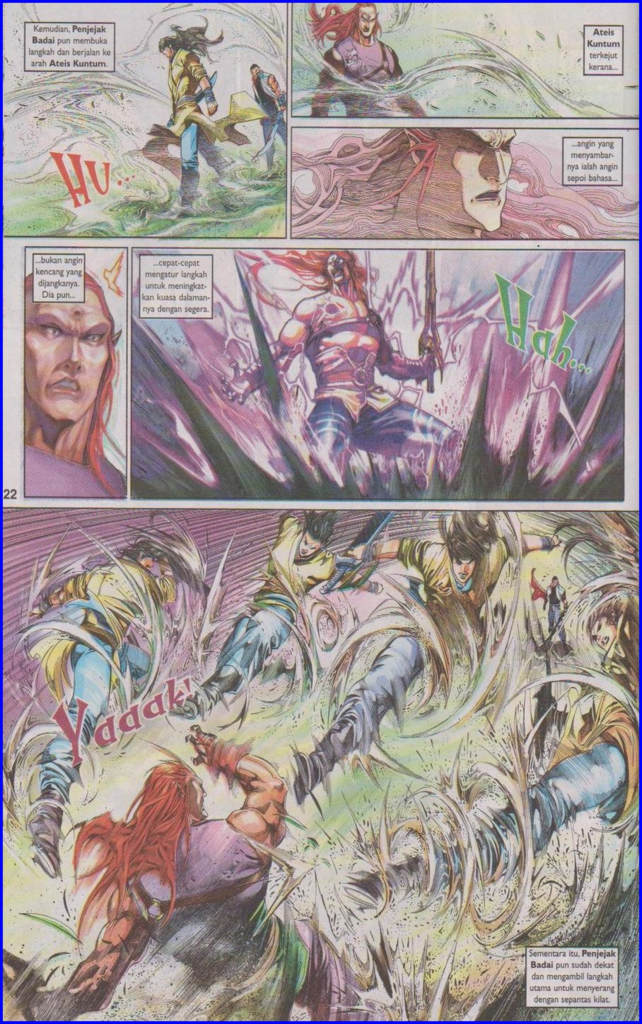 Kemudian, Penjejak
Badai pun membuka
langkah dan berjalan ke
arah Ateis Kuntum.
HU...
Ateis
Kuntum
terkejut
kerana...
...angin yang
menyambar-
nya ialah angin
sepoi bahasa...
...bukan angin
kencang yang
dijangkanya.
Dia pun...
...cepat-cepat
mengatur langkah
untuk meningkat-
kan kuasa dalaman-
nya dengan segera.
Hah...
22
Yaaak!
Sementara itu, Penjejak
Badai pun sudah dekat
dan mengambil langkah
utama untuk menyerang
dengan sepantas kilat.